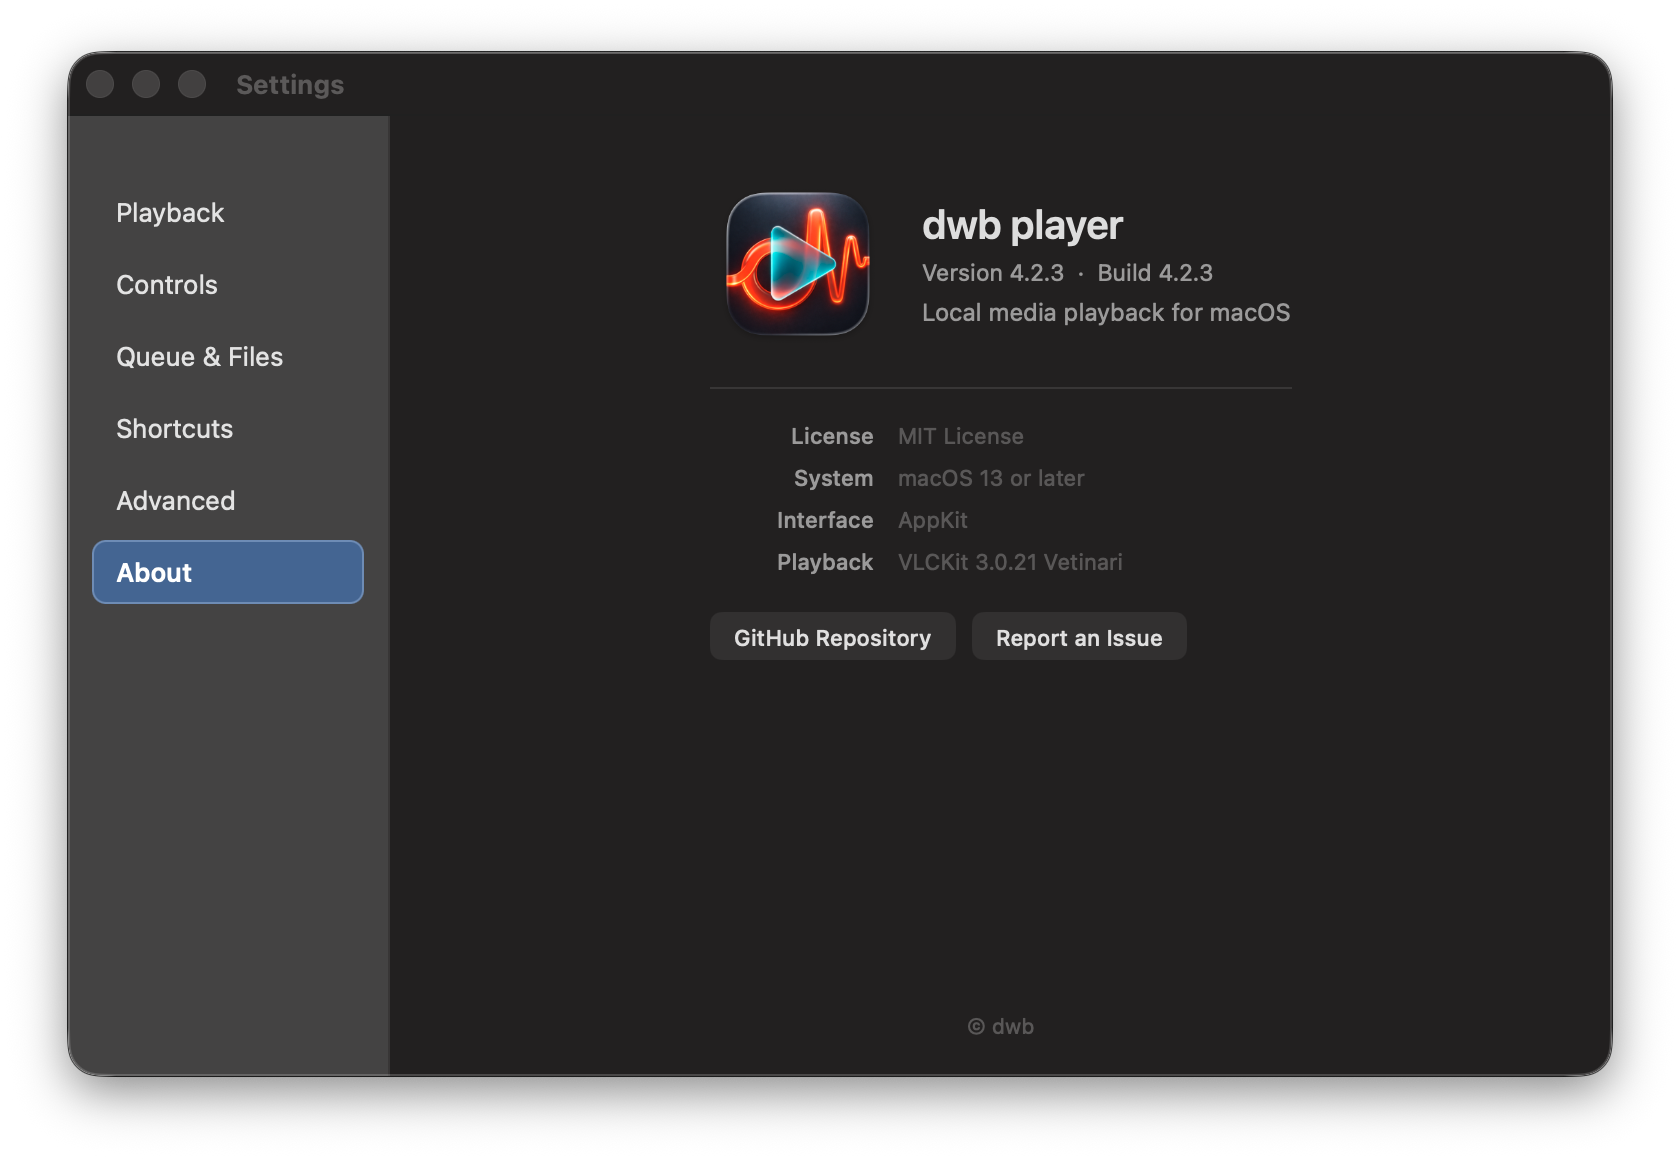 Settings
Playback
Controls
Queue & Files
Shortcuts
Advanced
About
dwb player
Version 4.2.3 · Build 4.2.3
Local media playback for macOS
License MIT License
System macOS 13 or later
Interface AppKit
Playback VLCKit 3.0.21 Vetinari
GitHub Repository Report an Issue
© dwb